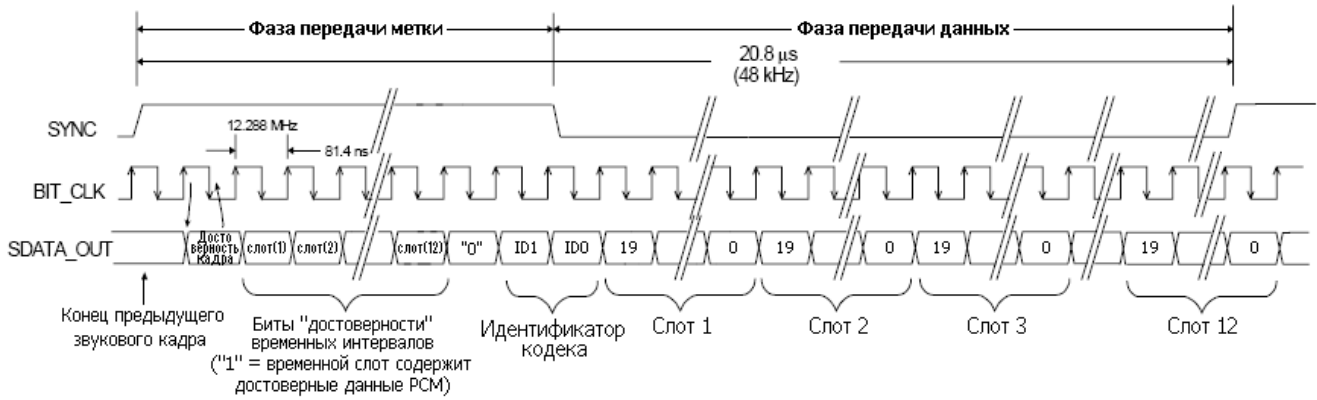 Фаза передачи метки
Фаза передачи данных
20.8 µs
(48 kHz)
SYNC
12.288 MHz
81.4 ns
BIT_CLK
SDATA_OUT
Досто
верность
кадра
слот(1)
слот(2)
слот(12)
"0"
ID1
ID0
19
0
19
0
19
0
19
0
Конец предыдущего
звукового кадра
Биты "достоверности"
временных интервалов
("1" = временной слот содержит
достоверные данные PCM)
Идентификатор
кодека
Слот 1
Слот 2
Слот 3
Слот 12